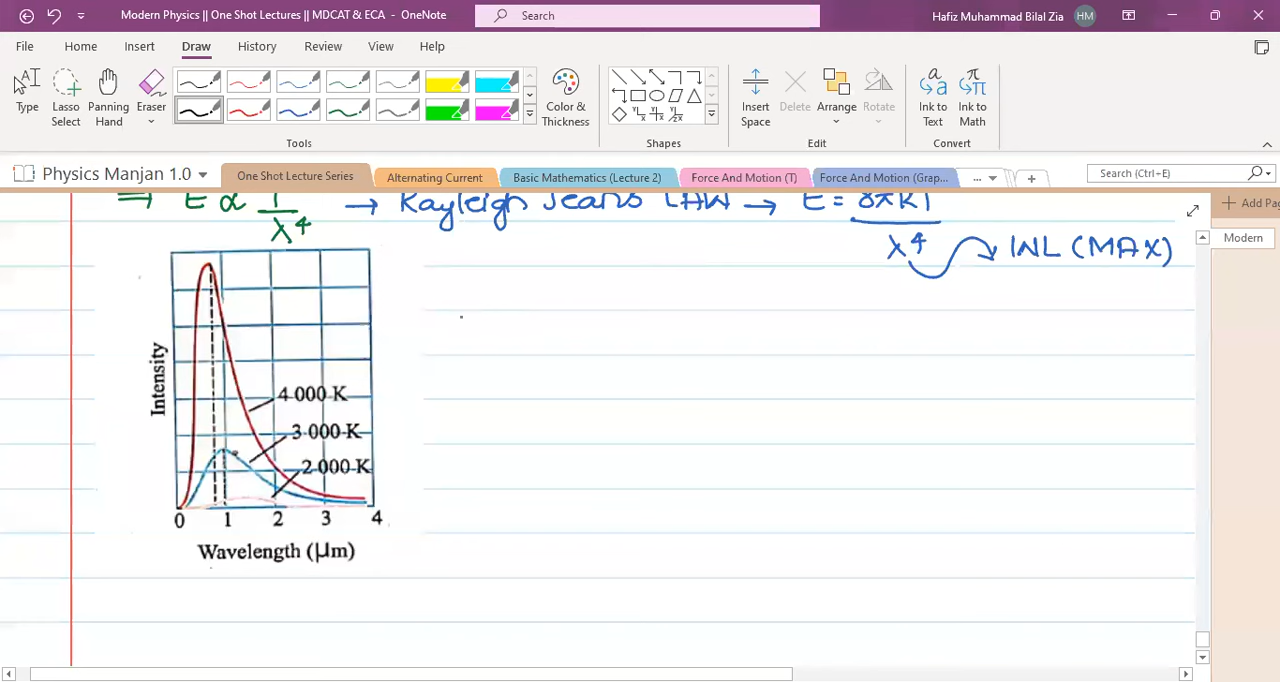 Modern Physics || One Shot Lectures || MDCAT & ECA - OneNote
Search
Hafiz Muhammad Bilal Zia HM
File Home Insert Draw History Review View Help
Type Lasso Select Panning Hand Eraser
Color & Thickness
Insert Space Delete Arrange Rotate
Ink to Text Ink to Math
Tools Shapes Edit Convert
Physics Manjan 1.0
One Shot Lecture Series Alternating Current Basic Mathematics (Lecture 2) Force And Motion (T) Force And Motion (Grap... ...
Search (Ctrl+E)
Add Pag
Modern
⇒ E ∝ 1/λ⁴ → Rayleigh Jeans LAW → E = 8πkT
λ⁴ → INL (MAX)
Intensity
4 000 K
3 000 K
2 000 K
0 1 2 3 4
Wavelength (μm)